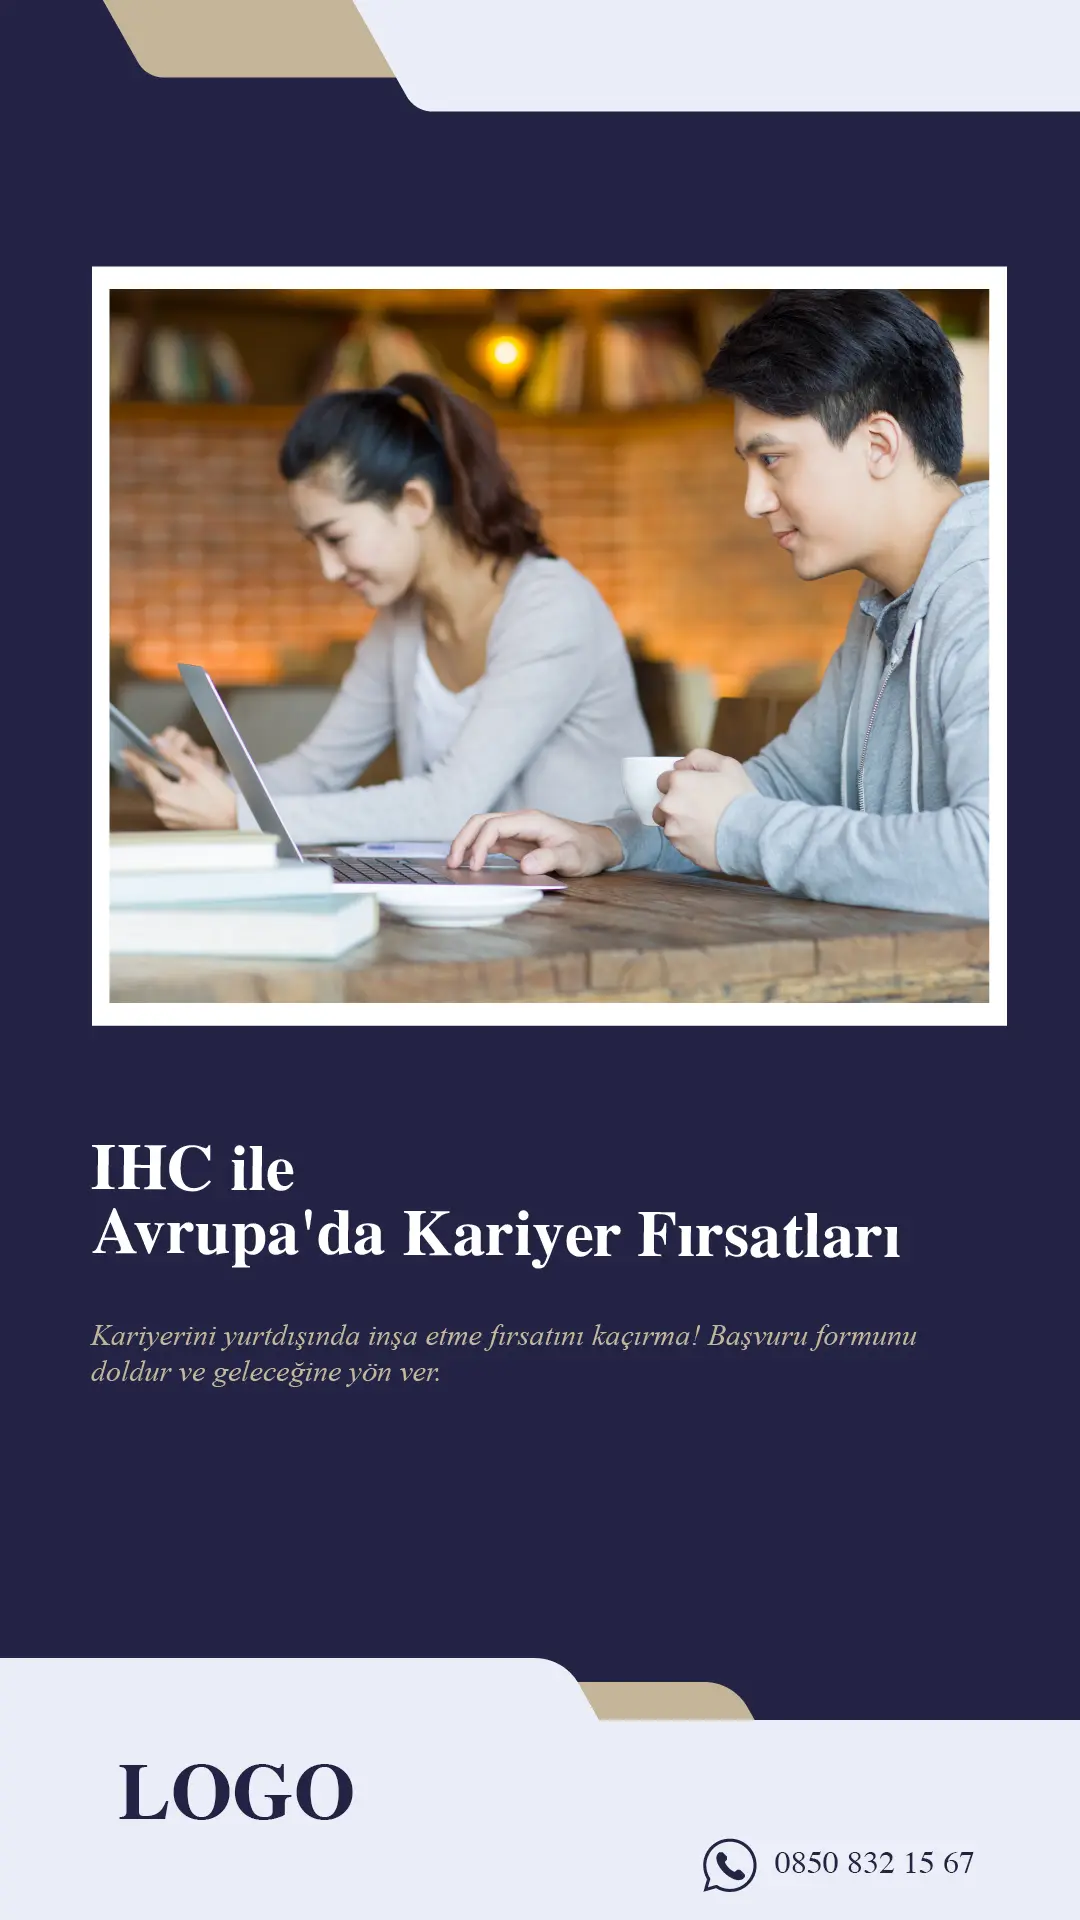 IHC ile
Avrupa'da Kariyer Fırsatları
Kariyerini yurtdışında inşa etme fırsatını kaçırma! Başvuru formunu
doldur ve geleceğine yön ver.
LOGO
0850 832 15 67